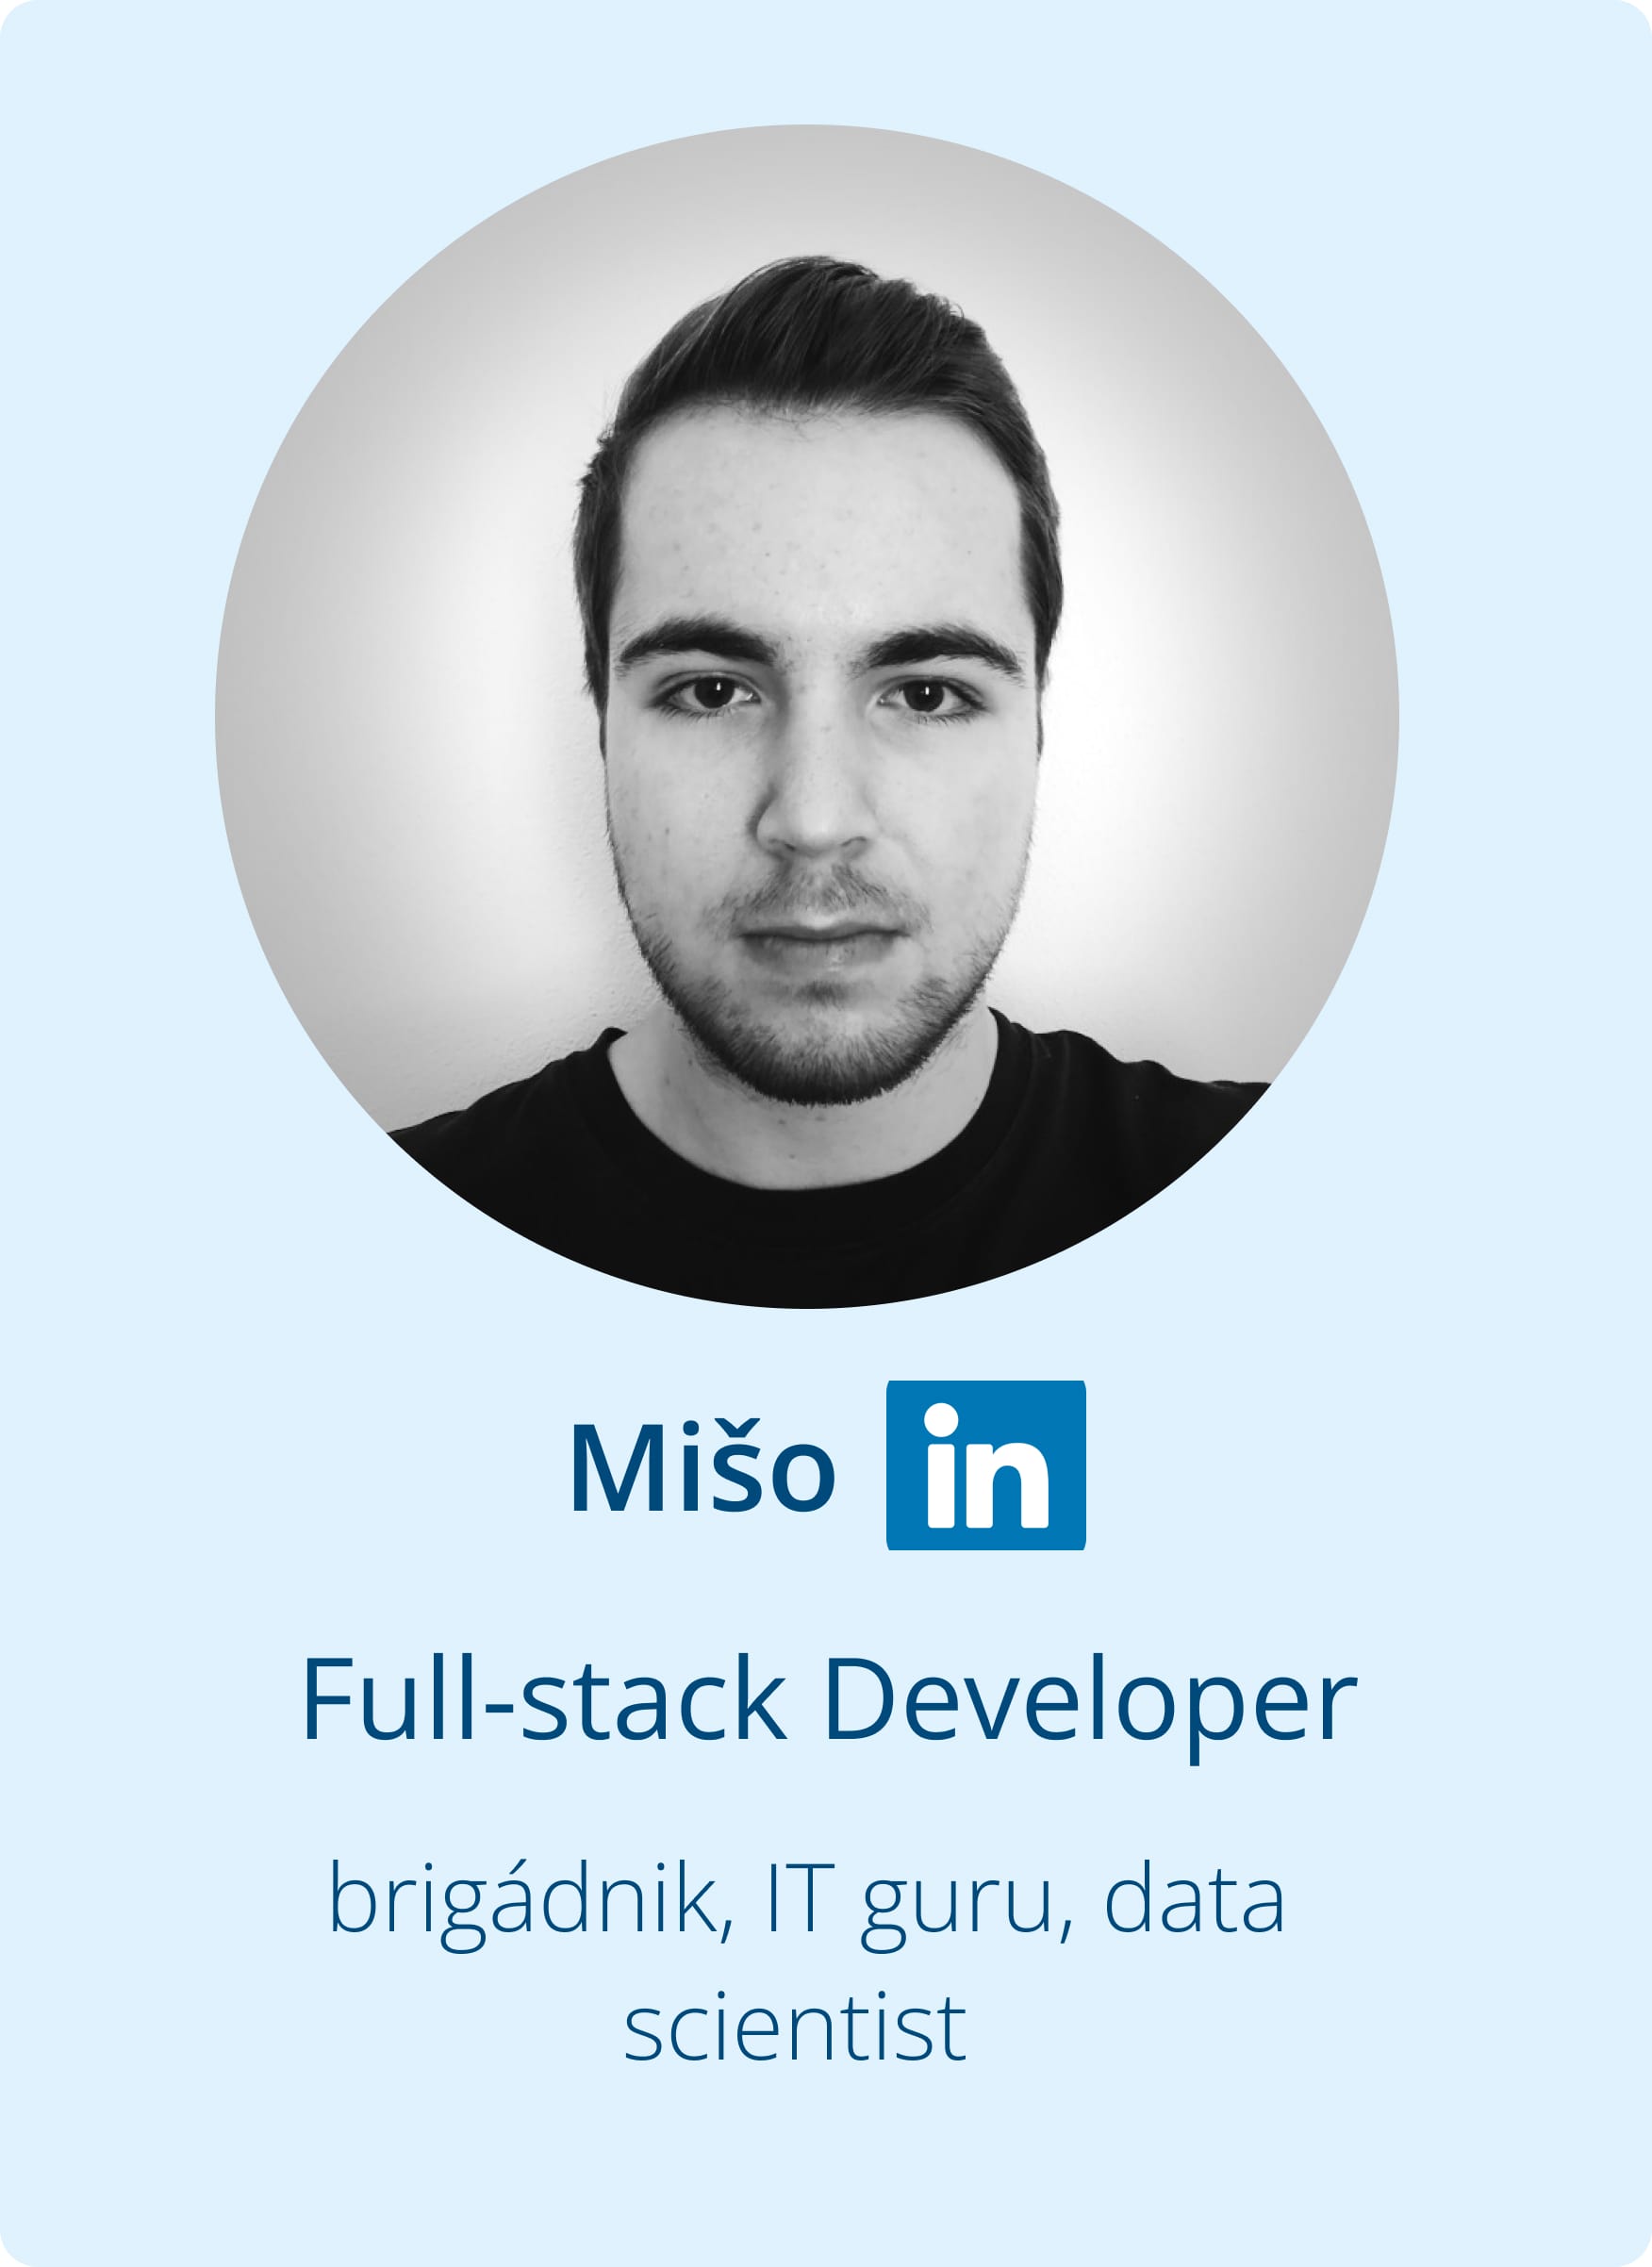 Mišo in
Full-stack Developer
brigádnik, IT guru, data
scientist